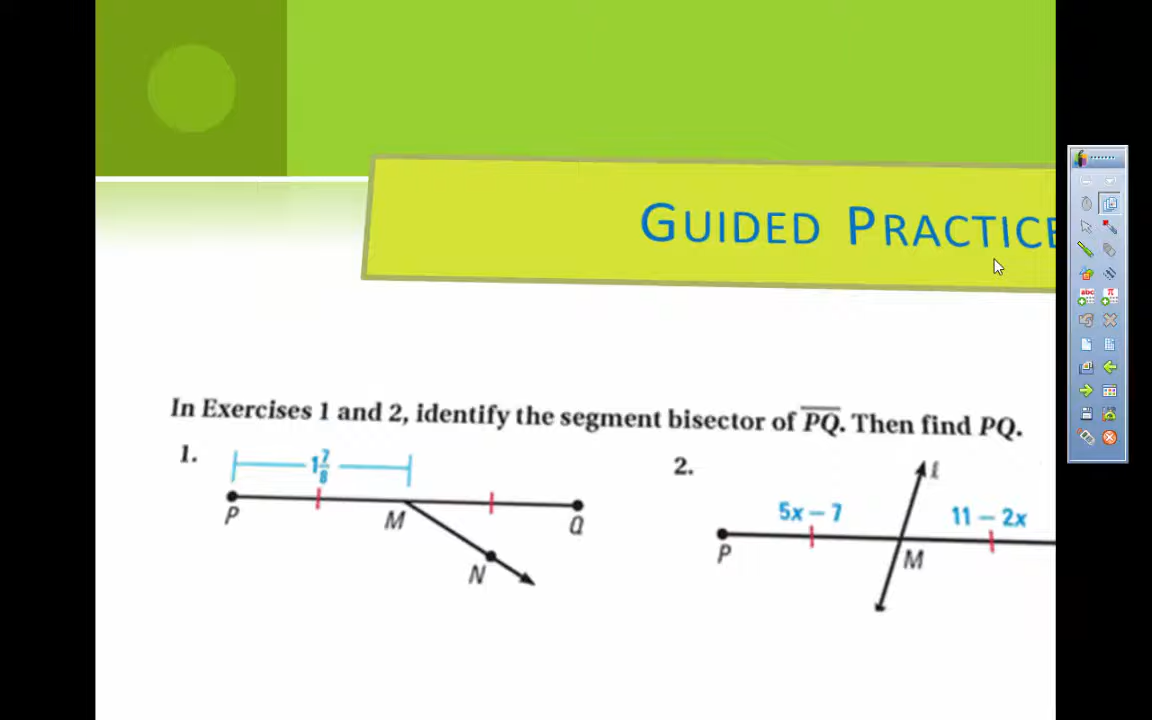 GUIDED PRACTICE
In Exercises 1 and 2, identify the segment bisector of PQ. Then find PQ.
1.
1 7/8
P
M
Q
N
2.
ℓ
5x − 7
11 − 2x
P
M
abc
π